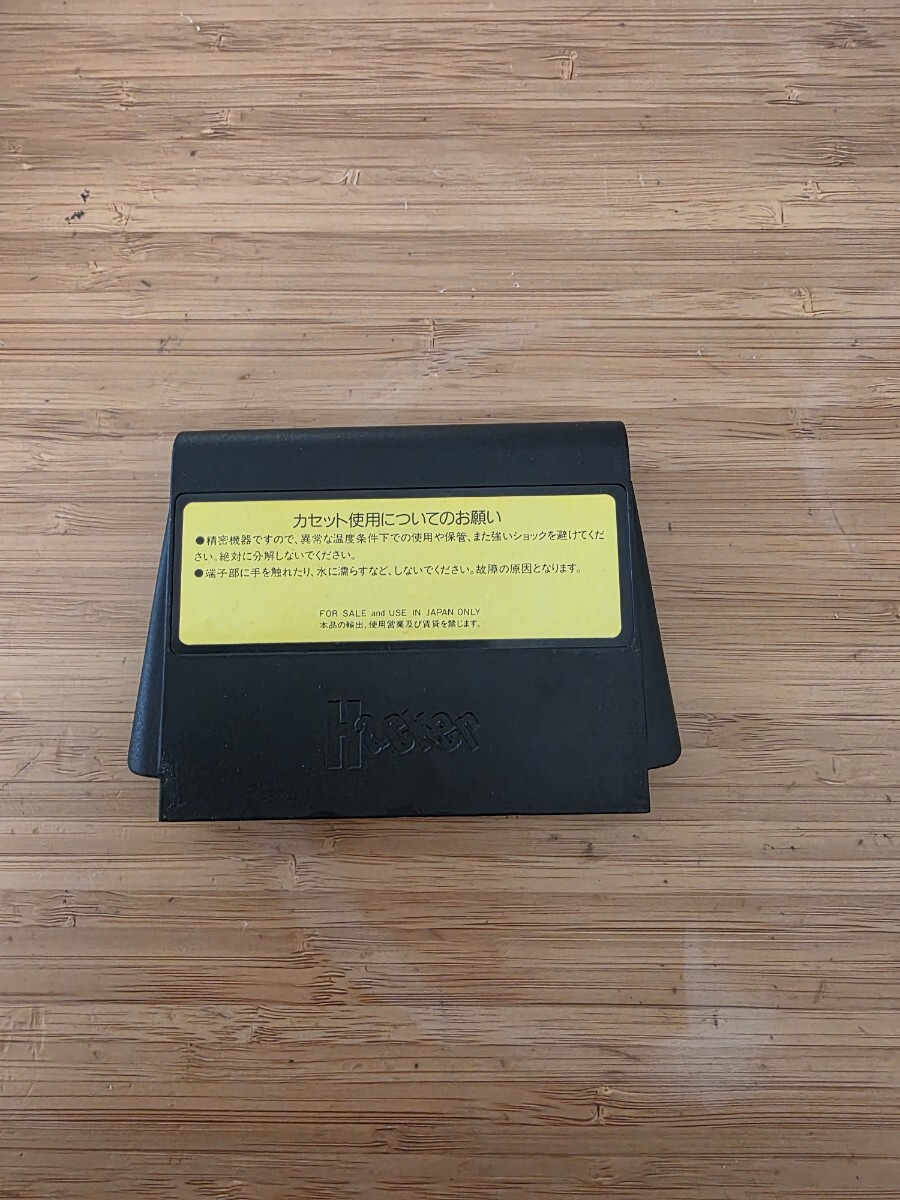 カセット使用についてのお願い
●精密機器ですので、異常な温度条件下での使用や保管、また強いショックを避けてくだ
さい。絶対に分解しないでください。
●端子部に手を触れたり、水に濡らすなど、しないでください。故障の原因となります。
FOR SALE and USE IN JAPAN ONLY
本品の輸出、使用営業及び賃貸を禁じます。
Hacker